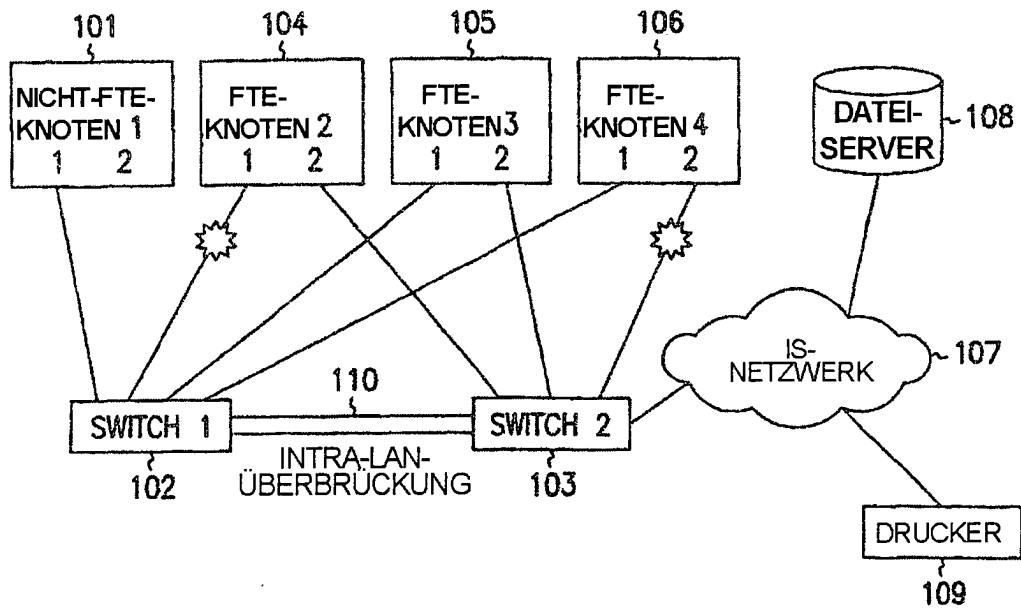 101
104
105
106
NICHT-FTE-
KNOTEN 1
1 2
FTE-
KNOTEN 2
1 2
FTE-
KNOTEN 3
1 2
FTE-
KNOTEN 4
1 2
DATEI-
SERVER
108
IS-
NETZWERK
107
110
SWITCH 1
SWITCH 2
102
INTRA-LAN-
ÜBERBRÜCKUNG
103
DRUCKER
109